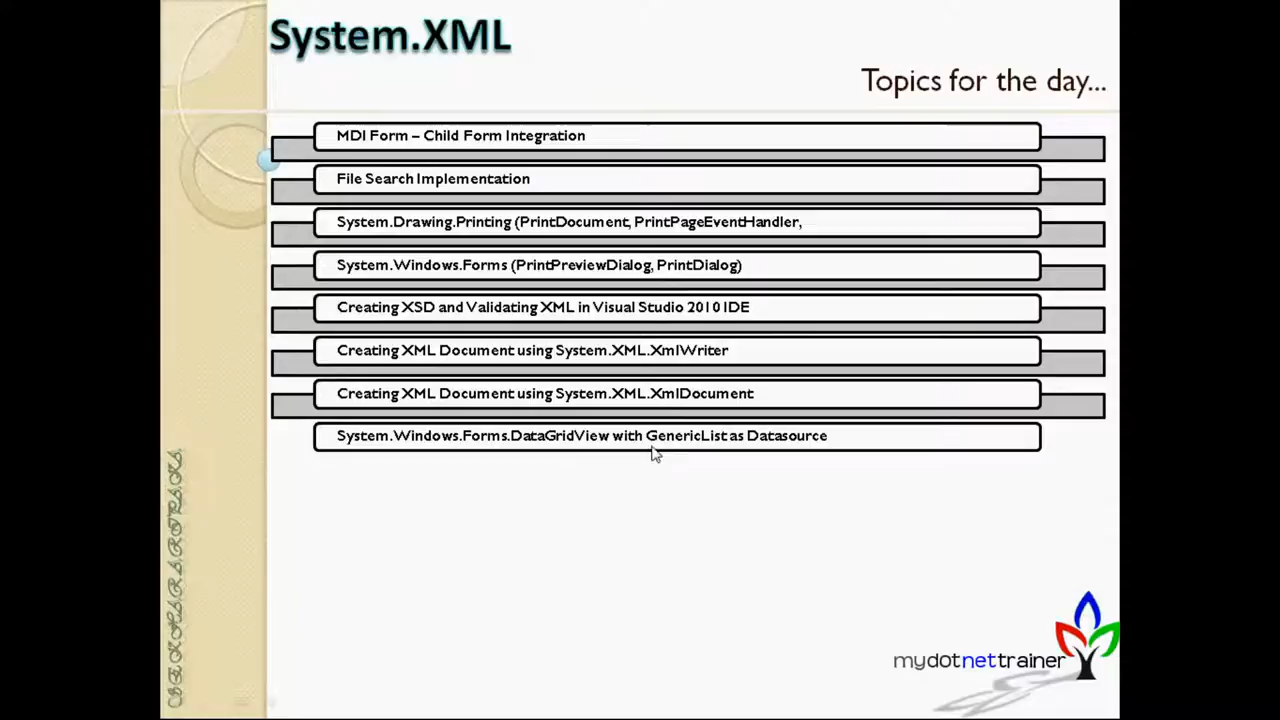 System.XML
Topics for the day...
MDI Form – Child Form Integration
File Search Implementation
System.Drawing.Printing (PrintDocument, PrintPageEventHandler,
System.Windows.Forms (PrintPreviewDialog, PrintDialog)
Creating XSD and Validating XML in Visual Studio 2010 IDE
Creating XML Document using System.XML.XmlWriter
Creating XML Document using System.XML.XmlDocument
System.Windows.Forms.DataGridView with GenericList as Datasource
mydotnettrainer